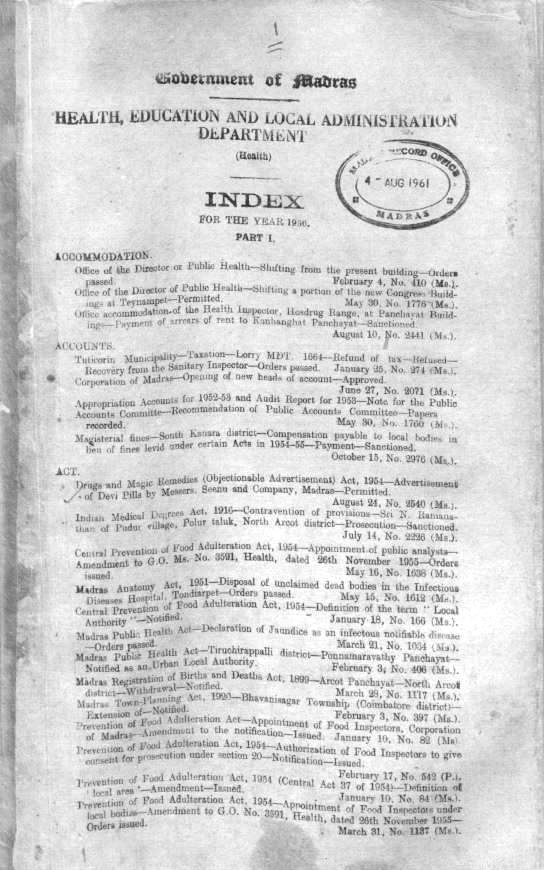 1
Government of Madras
HEALTH, EDUCATION AND LOCAL ADMINISTRATION
DEPARTMENT
(Health)
MADRAS RECORD OFFICE
4 - AUG 1961
MADRAS
INDEX
FOR THE YEAR 1956.
PART I.
ACCOMMODATION.
Office of the Director or Public Health—Shifting from the present building—Orders
passed. February 4, No. 410 (Ms.).
Office of the Director of Public Health—Shifting a portion of the new Congress Build-
ings at Teynampet—Permitted. May 30, No. 1776 (Ms.).
Office accommodation of the Health Inspector, Hosdrug Range, at Panchayat Build-
ings—Payment of arrears of rent to Kanhanghat Panchayat—Sanctioned.
August 10, No. 2441 (Ms.).
ACCOUNTS.
Tuticorin Municipality—Taxation—Lorry MDT. 1664—Refund of tax—Refused—
Recovery from the Sanitary Inspector—Orders passed. January 25, No. 274 (Ms.).
Corporation of Madras—Opening of new heads of account—Approved.
June 27, No. 2071 (Ms.).
Appropriation Accounts for 1952-53 and Audit Report for 1953—Note for the Public
Accounts Committe—Recommendation of Public Accounts Committee—Papers
recorded. May 30, No. 1760 (Ms.).
Magisterial fines—South Kanara district—Compensation payable to local bodies in
lieu of fines levid under certain Acts in 1954-55—Payment—Sanctioned.
October 15, No. 2976 (Ms.).
ACT.
Drugs and Magic Remedies (Objectionable Advertisement) Act, 1954—Advertisement
of Devi Pills by Messers. Seenu and Company, Madras—Permitted.
August 24, No. 2540 (Ms.).
Indian Medical Degrees Act, 1916—Contravention of provisions—Sri N. Ramana-
than of Pudur village, Polur taluk, North Arcot district—Prosecution—Sanctioned.
July 14, No. 2226 (Ms.).
Central Prevention of Food Adulteration Act, 1954—Appointment of public analysts—
Amendment to G.O. Ms. No. 3591, Health, dated 26th November 1955—Orders
issued. May 16, No. 1638 (Ms.).
Madras Anatomy Act, 1951—Disposal of unclaimed dead bodies in the Infectious
Diseases Hospital, Tondiarpet—Orders passed. May 15, No. 1612 (Ms.).
Central Prevention of Food Adulteration Act, 1954—Definition of the term " Local
Authority "—Notified. January 18, No. 166 (Ms.).
Madras Public Health Act—Declaration of Jaundice as an infectous notifiable disease
—Orders passed. March 21, No. 1034 (Ms.).
Madras Public Health Act—Tiruchirappalli district—Ponnamaravathy Panchayat—
Notified as an Urban Local Authority. February 3, No. 406 (Ms.).
Madras Registration of Births and Deaths Act, 1899—Arcot Panchayat—North Arcot
district—Withdrawal—Notified. March 28, No. 1117 (Ms.).
Madras Town-Planning Act, 1920—Bhavanisagar Township (Coimbatore district)—
Extension of—Notified. February 3, No. 397 (Ms.).
Prevention of Food Adulteration Act—Appointment of Food Inspectors, Corporation
of Madras—Amendment to the notification—Issued. January 10, No. 82 (Ms)
Prevention of Food Adulteration Act, 1954—Authorization of Food Inspectors to give
consent for prosecution under section 20—Notification—Issued.
February 17, No. 542 (P.).
Prevention of Food Adulteration Act, 1954 (Central Act 37 of 1954)—Definition of
' local area '—Amendment—Issued. January 10, No. 84 (Ms.).
Prevention of Food Adulteration Act, 1954—Appointment of Food Inspectors under
local bodies—Amendment to G.O. No. 3591, Health, dated 26th November 1955—
Orders issued. March 31, No. 1137 (Ms.).